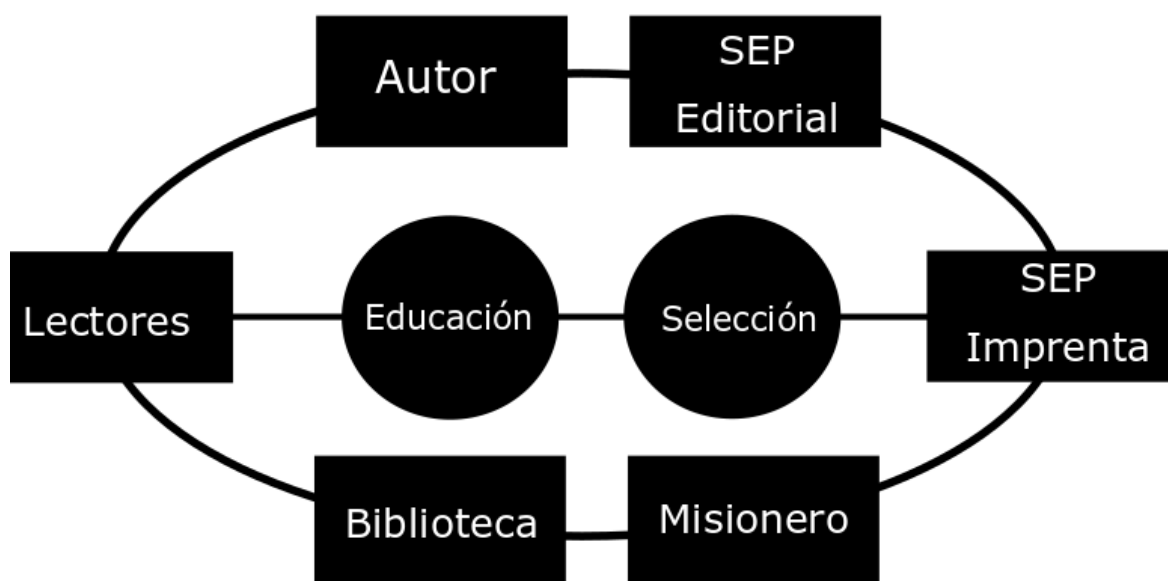 Autor
SEP
Editorial
Lectores
Educación
Selección
SEP
Imprenta
Biblioteca
Misionero